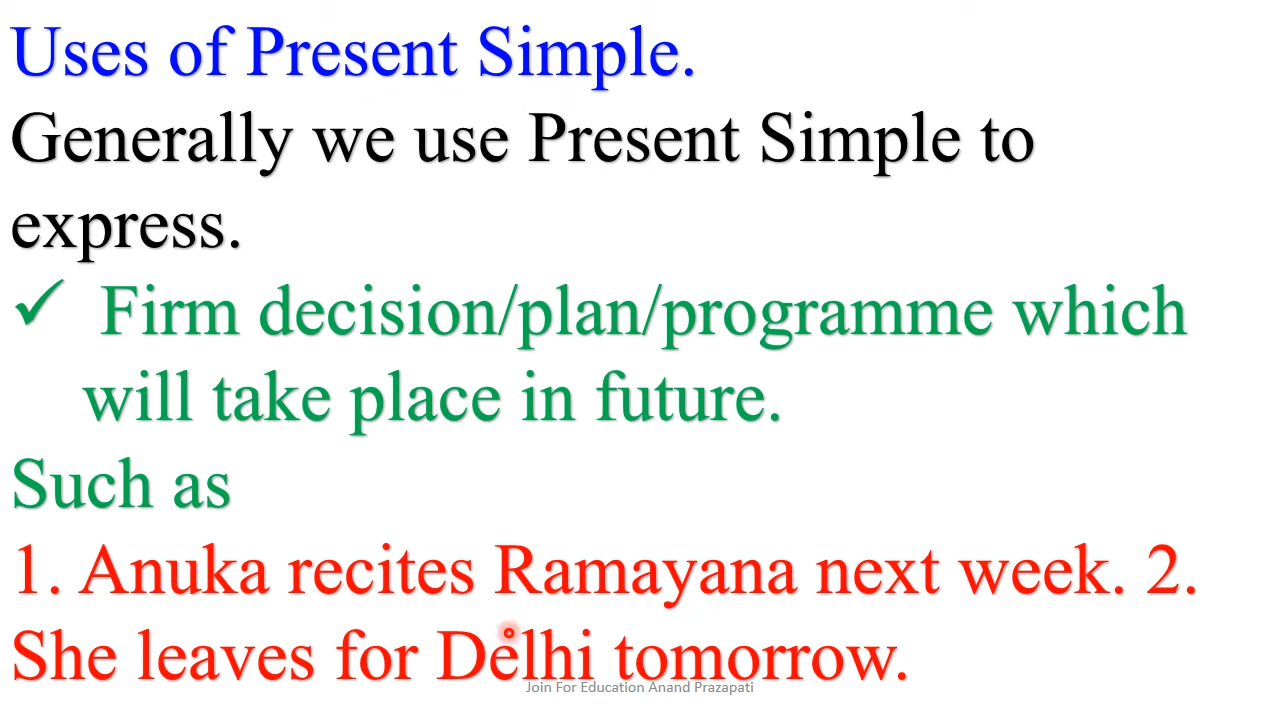 Uses of Present Simple.
Generally we use Present Simple to
express.
✓ Firm decision/plan/programme which
will take place in future.
Such as
1. Anuka recites Ramayana next week. 2.
She leaves for Delhi tomorrow.
Join For Education Anand Prazapati